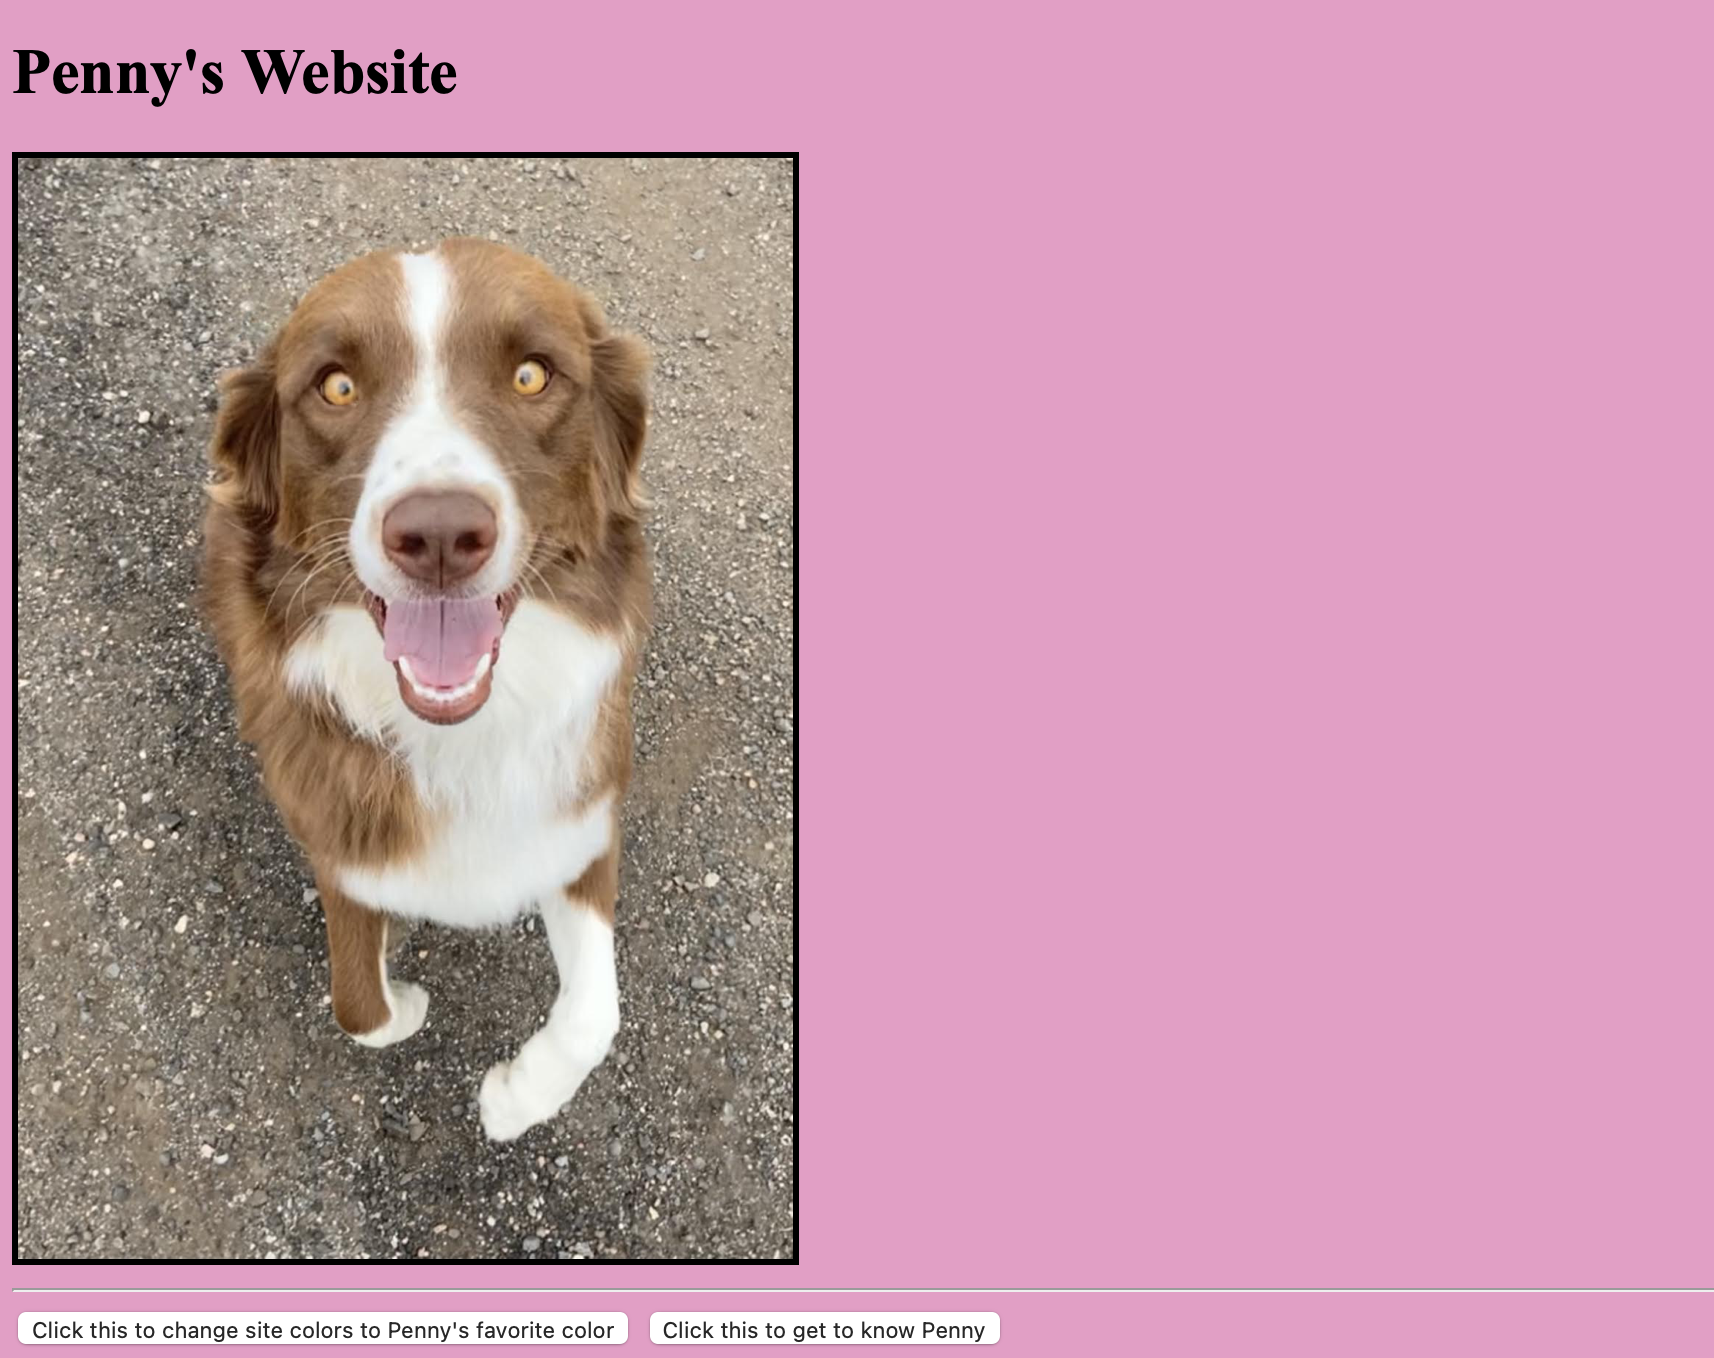 Penny's Website
Click this to change site colors to Penny's favorite color
Click this to get to know Penny